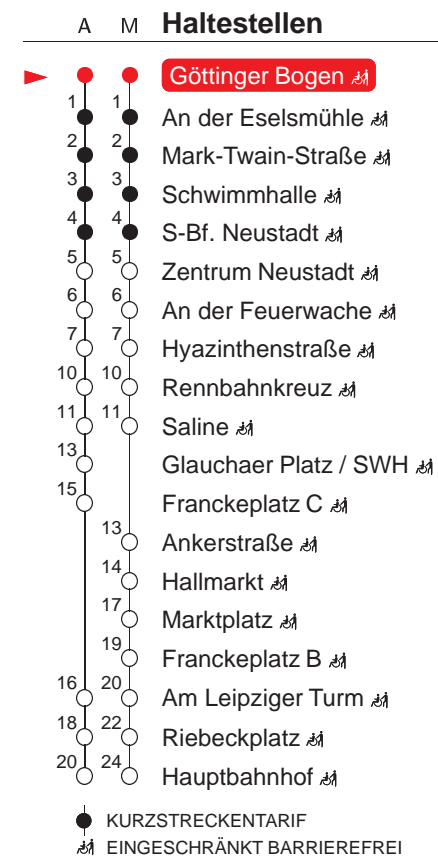 A M Haltestellen
Göttinger Bogen
1 1 An der Eselsmühle
2 2 Mark-Twain-Straße
3 3 Schwimmhalle
4 4 S-Bf. Neustadt
5 5 Zentrum Neustadt
6 6 An der Feuerwache
7 7 Hyazinthenstraße
10 10 Rennbahnkreuz
11 11 Saline
13 Glauchaer Platz / SWH
15 Franckeplatz C
13 Ankerstraße
14 Hallmarkt
17 Marktplatz
19 Franckeplatz B
16 20 Am Leipziger Turm
18 22 Riebeckplatz
20 24 Hauptbahnhof
KURZSTRECKENTARIF
EINGESCHRÄNKT BARRIEREFREI